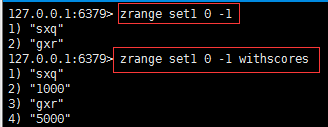 127.0.0.1:6379> zrange set1 0 -1
1) "sxq"
2) "gxr"
127.0.0.1:6379> zrange set1 0 -1 withscores
1) "sxq"
2) "1000"
3) "gxr"
4) "5000"